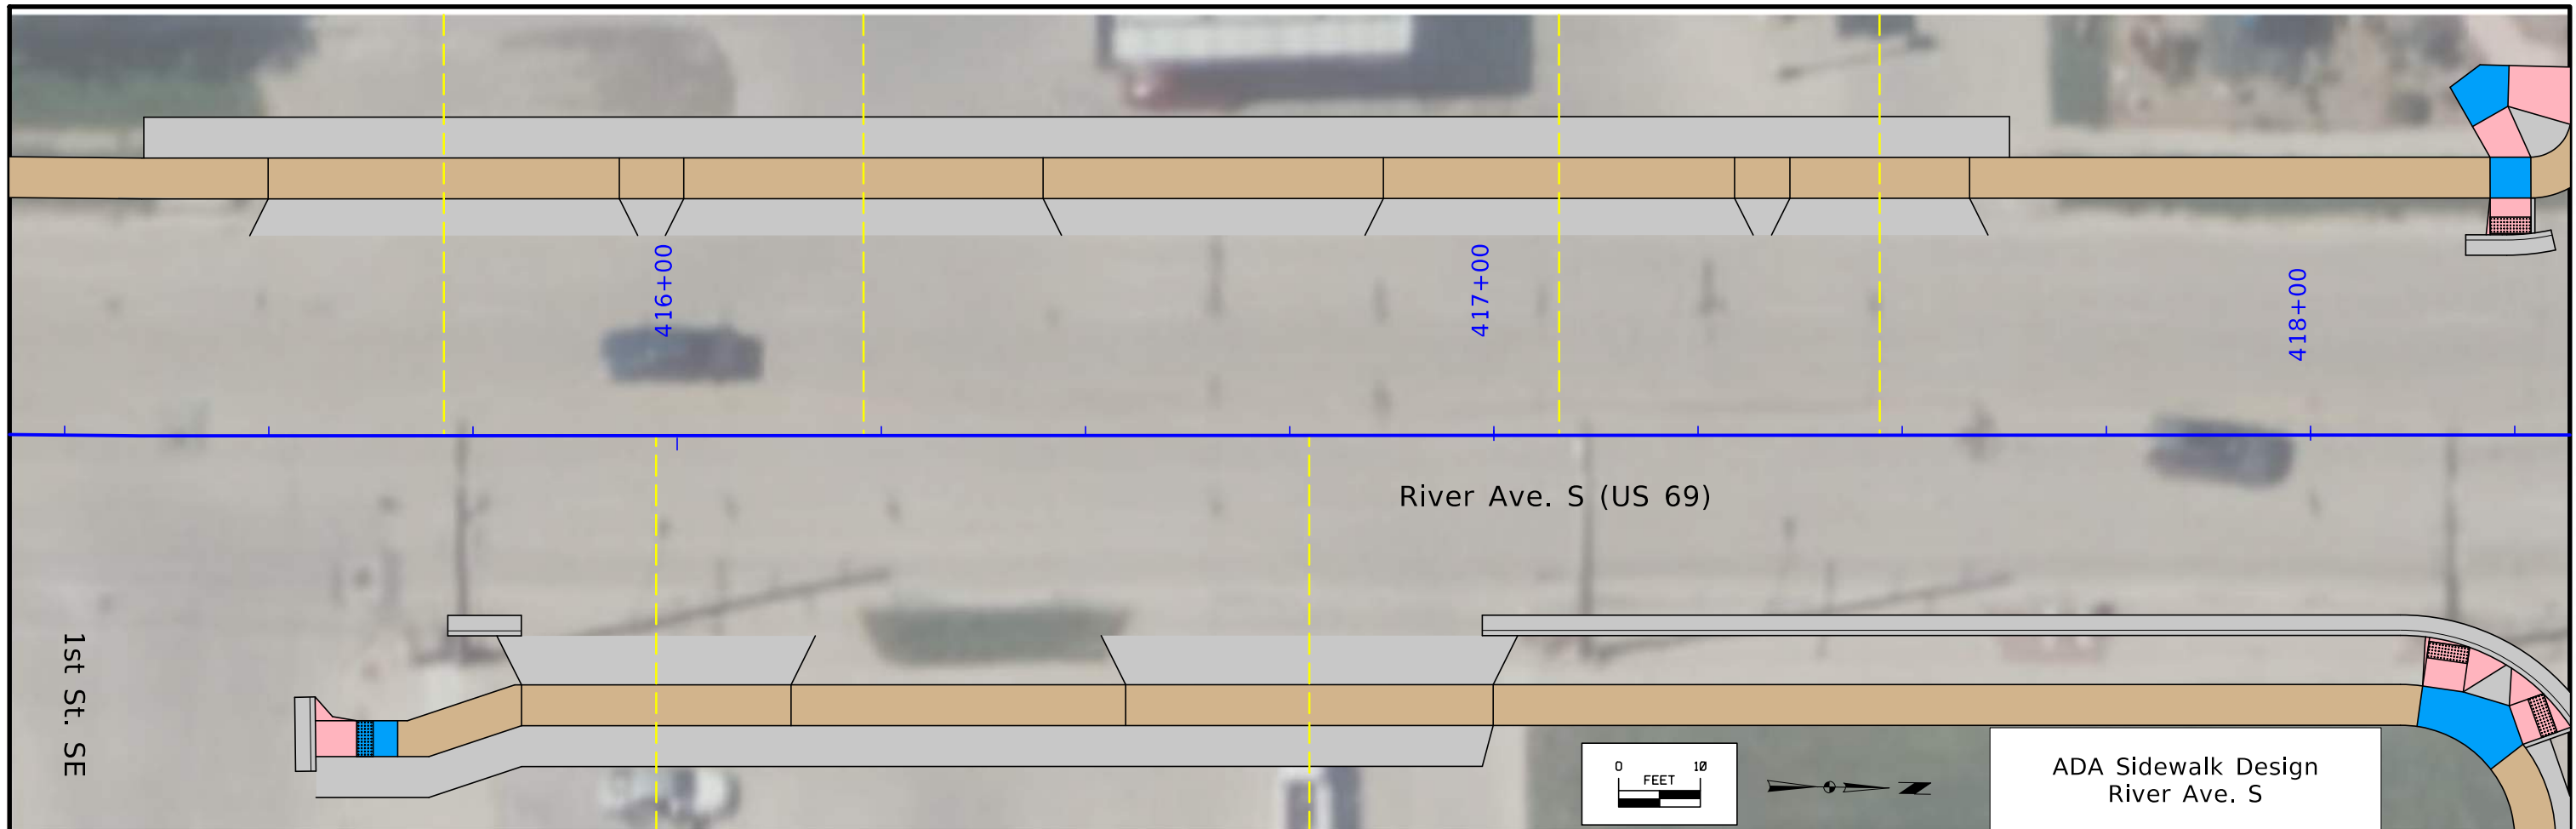 416+00
417+00
418+00
River Ave. S (US 69)
1st St. SE
0 10
FEET
N
ADA Sidewalk Design
River Ave. S